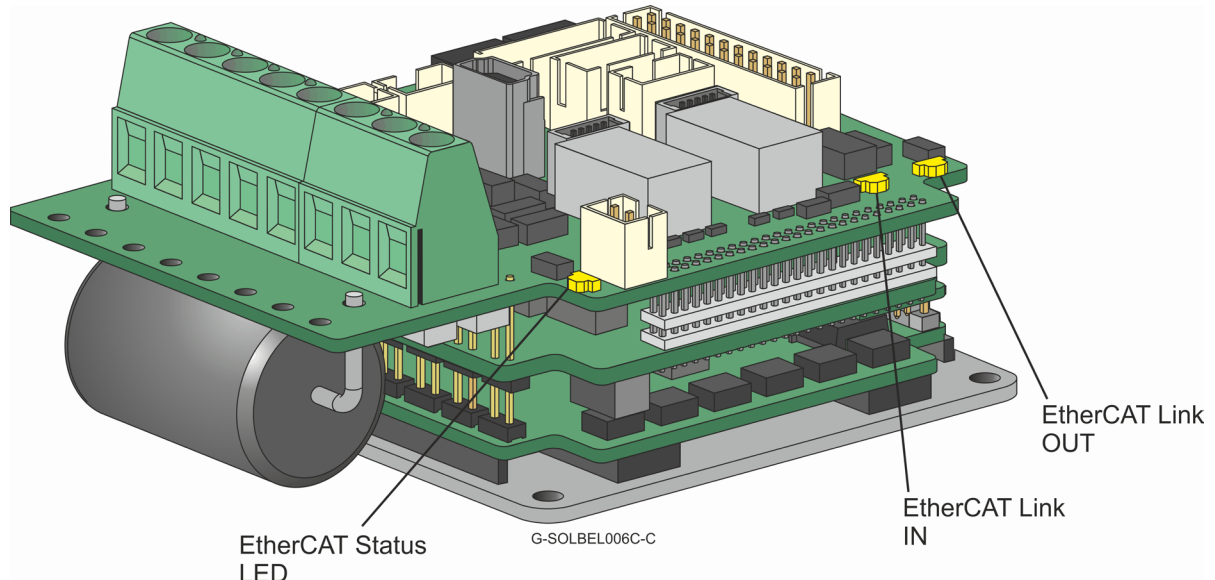 EtherCAT Link
OUT
EtherCAT Link
IN
EtherCAT Status
LED
G-SOLBEL006C-C